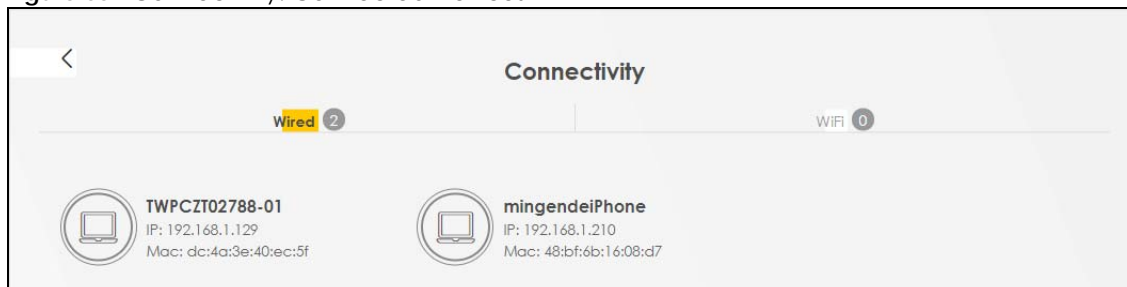 Connectivity
Wired 2
WiFi 0
TWPCZT02788-01
IP: 192.168.1.129
Mac: dc:4a:3e:40:ec:5f
mingendeiPhone
IP: 192.168.1.210
Mac: 48:bf:6b:16:08:d7